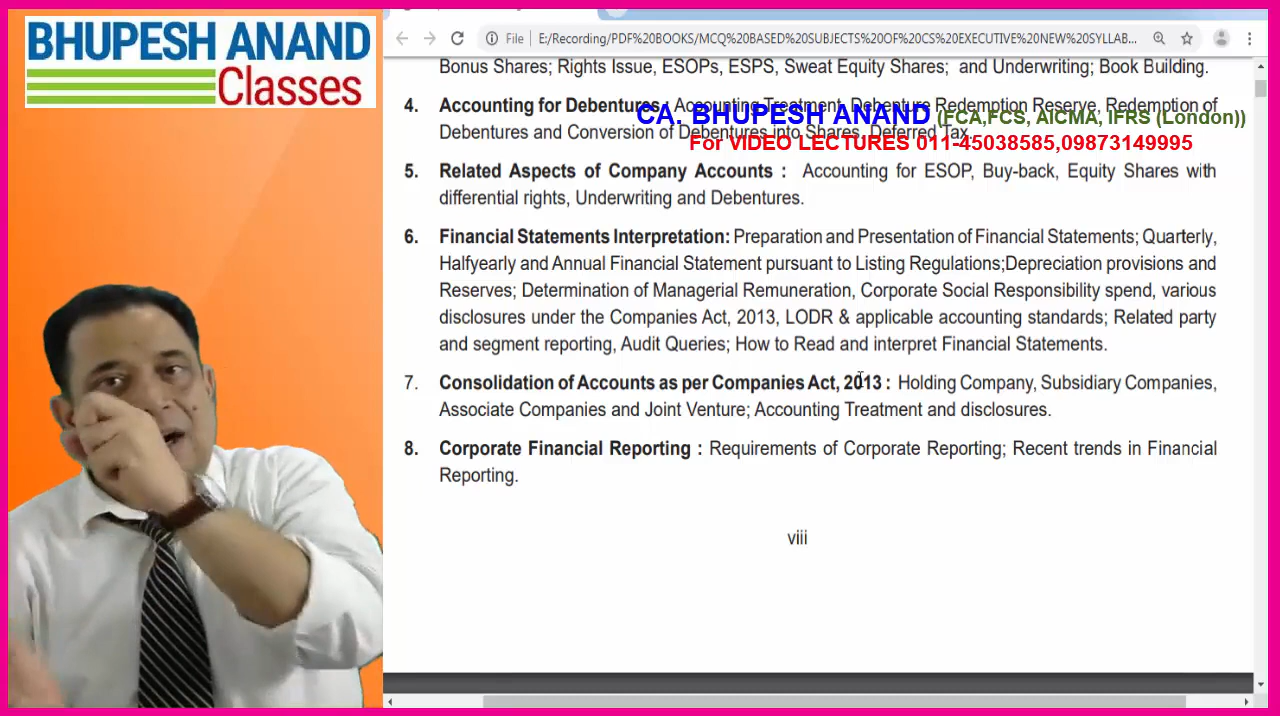 BHUPESH ANAND
Classes
File E:/Recording/PDF%20BOOKS/MCQ%20BASED%20SUBJECTS%20OF%20CS%20EXECUTIVE%20NEW%20SYLLAB...
Bonus Shares; Rights Issue, ESOPs, ESPS, Sweat Equity Shares; and Underwriting; Book Building.
4. Accounting for Debentures : Accounting Treatment, Debenture Redemption Reserve, Redemption of
CA. BHUPESH ANAND (FCA,FCS, AICMA, IFRS (London))
Debentures and Conversion of Debentures into Shares, Deferred Tax.
For VIDEO LECTURES 011-45038585,09873149995
5. Related Aspects of Company Accounts : Accounting for ESOP, Buy-back, Equity Shares with
differential rights, Underwriting and Debentures.
6. Financial Statements Interpretation: Preparation and Presentation of Financial Statements; Quarterly,
Halfyearly and Annual Financial Statement pursuant to Listing Regulations;Depreciation provisions and
Reserves; Determination of Managerial Remuneration, Corporate Social Responsibility spend, various
disclosures under the Companies Act, 2013, LODR & applicable accounting standards; Related party
and segment reporting, Audit Queries; How to Read and interpret Financial Statements.
7. Consolidation of Accounts as per Companies Act, 2013 : Holding Company, Subsidiary Companies,
Associate Companies and Joint Venture; Accounting Treatment and disclosures.
8. Corporate Financial Reporting : Requirements of Corporate Reporting; Recent trends in Financial
Reporting.
viii